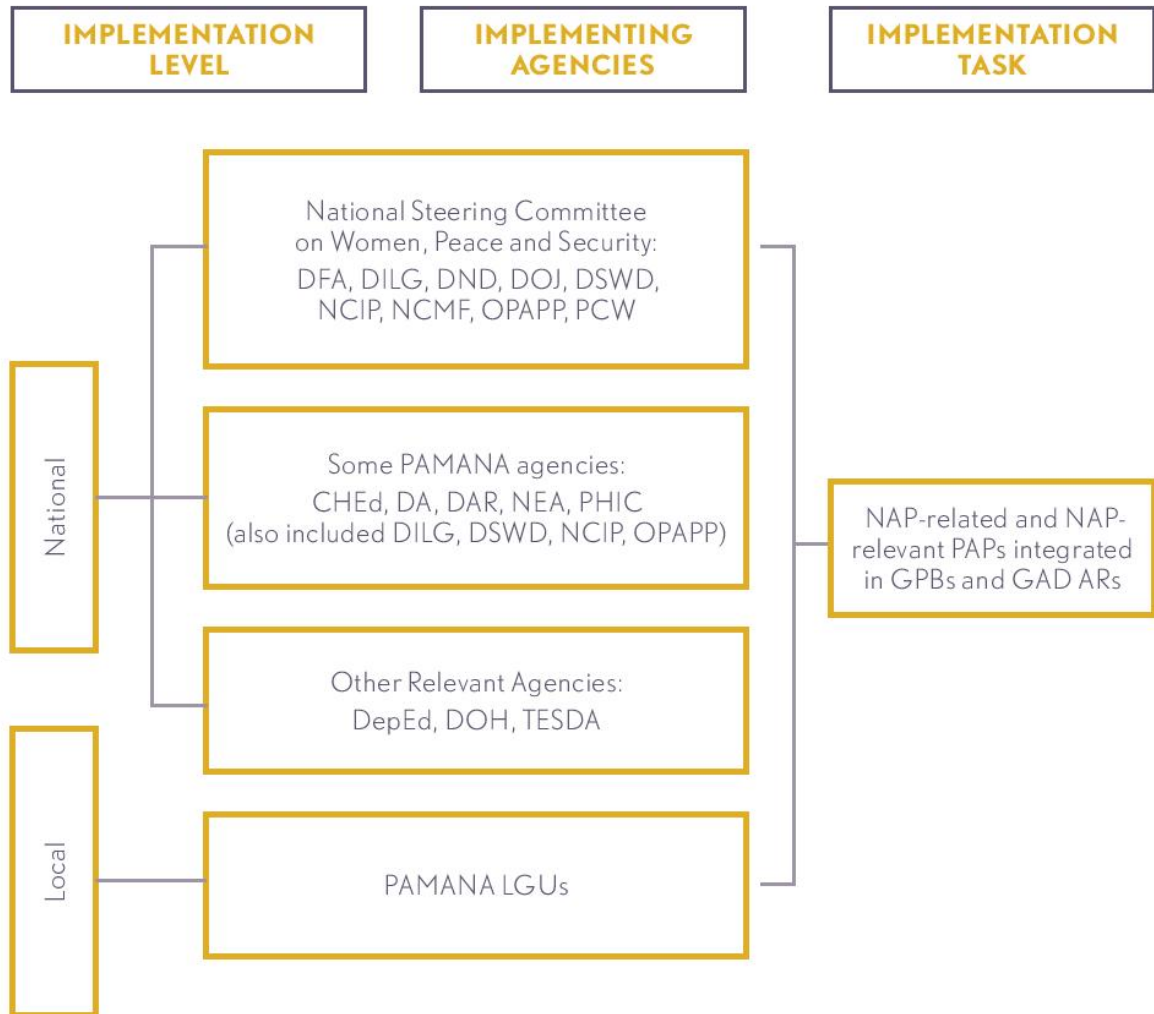 IMPLEMENTATION
LEVEL
IMPLEMENTING
AGENCIES
IMPLEMENTATION
TASK
National
National Steering Committee
on Women, Peace and Security:
DFA, DILG, DND, DOJ, DSWD,
NCIP, NCMF, OPAPP, PCW
Some PAMANA agencies:
CHEd, DA, DAR, NEA, PHIC
(also included DILG, DSWD, NCIP, OPAPP)
Other Relevant Agencies:
DepEd, DOH, TESDA
Local
PAMANA LGUs
NAP-related and NAP-
relevant PAPs integrated
in GPBs and GAD ARs